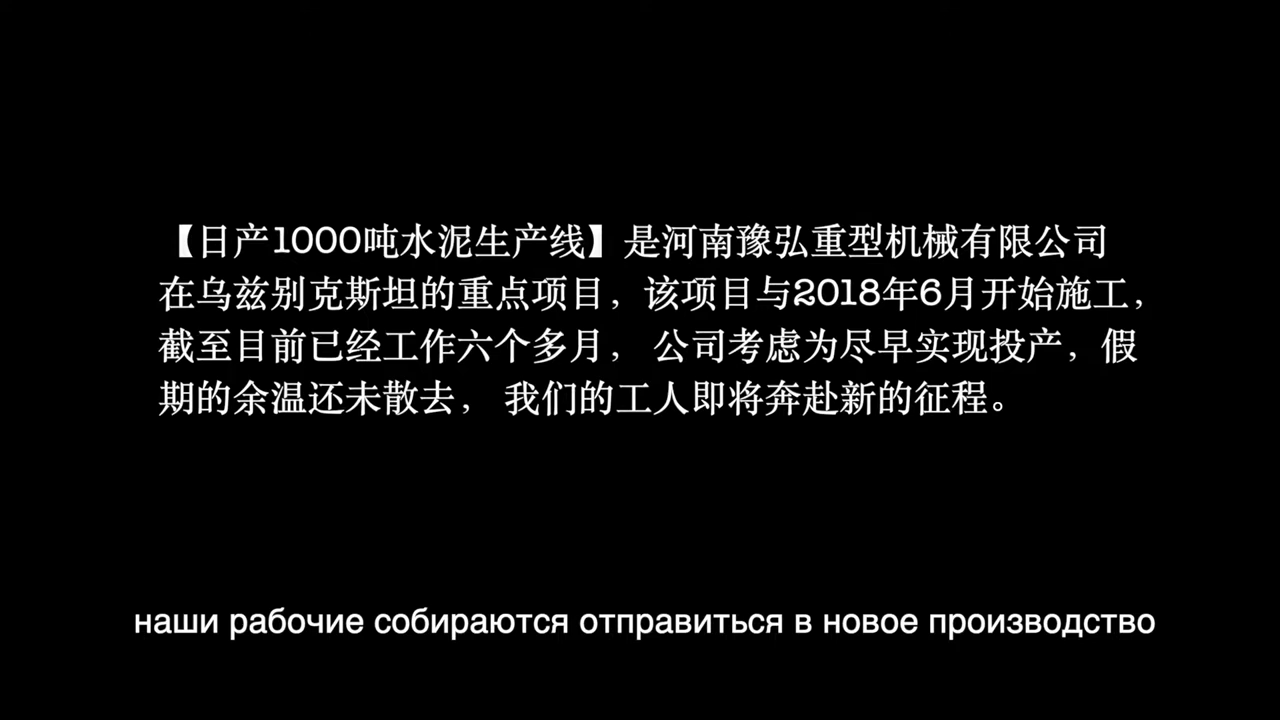 【日产1000吨水泥生产线】是河南豫弘重型机械有限公司
在乌兹别克斯坦的重点项目，该项目与2018年6月开始施工，
截至目前已经工作六个多月， 公司考虑为尽早实现投产，假
期的余温还未散去， 我们的工人即将奔赴新的征程。
наши рабочие собираются отправиться в новое производство